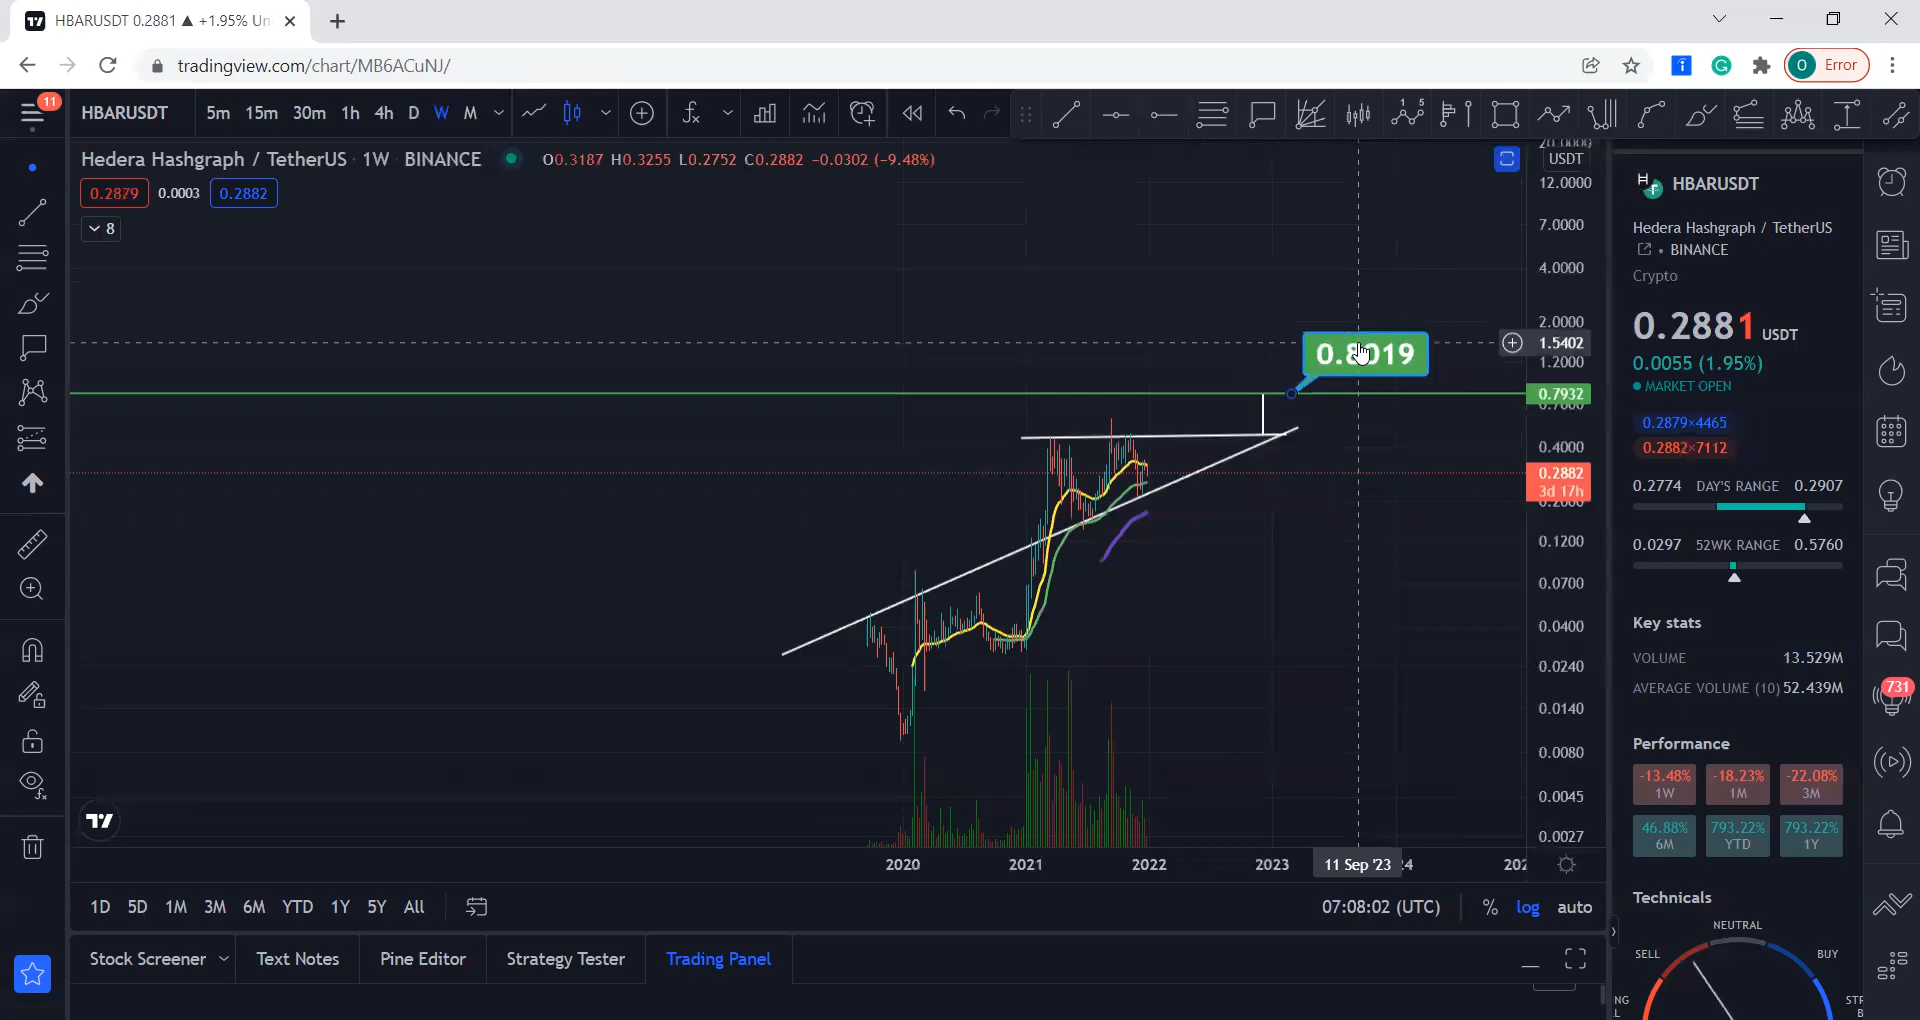 HBARUSDT 0.2881 ▲ +1.95% Un
tradingview.com/chart/MB6ACuNJ/
O Error
11
HBARUSDT 5m 15m 30m 1h 4h D W M
Hedera Hashgraph / TetherUS · 1W · BINANCE O0.3187 H0.3255 L0.2752 C0.2882 -0.0302 (-9.48%)
0.2879 0.0003 0.2882
8
USDT
12.0000
7.0000
4.0000
2.0000
1.5402
1.2000
0.7932
0.4000
0.2882
3d 17h
0.1200
0.0700
0.0400
0.0240
0.0140
0.0080
0.0045
0.0027
0.8019
2020 2021 2022 2023 11 Sep '23
1D 5D 1M 3M 6M YTD 1Y 5Y All 07:08:02 (UTC) % log auto
Stock Screener Text Notes Pine Editor Strategy Tester Trading Panel
HBARUSDT
Hedera Hashgraph / TetherUS
• BINANCE
Crypto
0.2881 USDT
0.0055 (1.95%)
MARKET OPEN
0.2879×4465
0.2882×7112
0.2774 DAY'S RANGE 0.2907
0.0297 52WK RANGE 0.5760
Key stats
VOLUME 13.529M
AVERAGE VOLUME (10) 52.439M
Performance
-13.48% -18.23% -22.08%
1W 1M 3M
46.88% 793.22% 793.22%
6M YTD 1Y
Technicals
NEUTRAL
SELL BUY
731